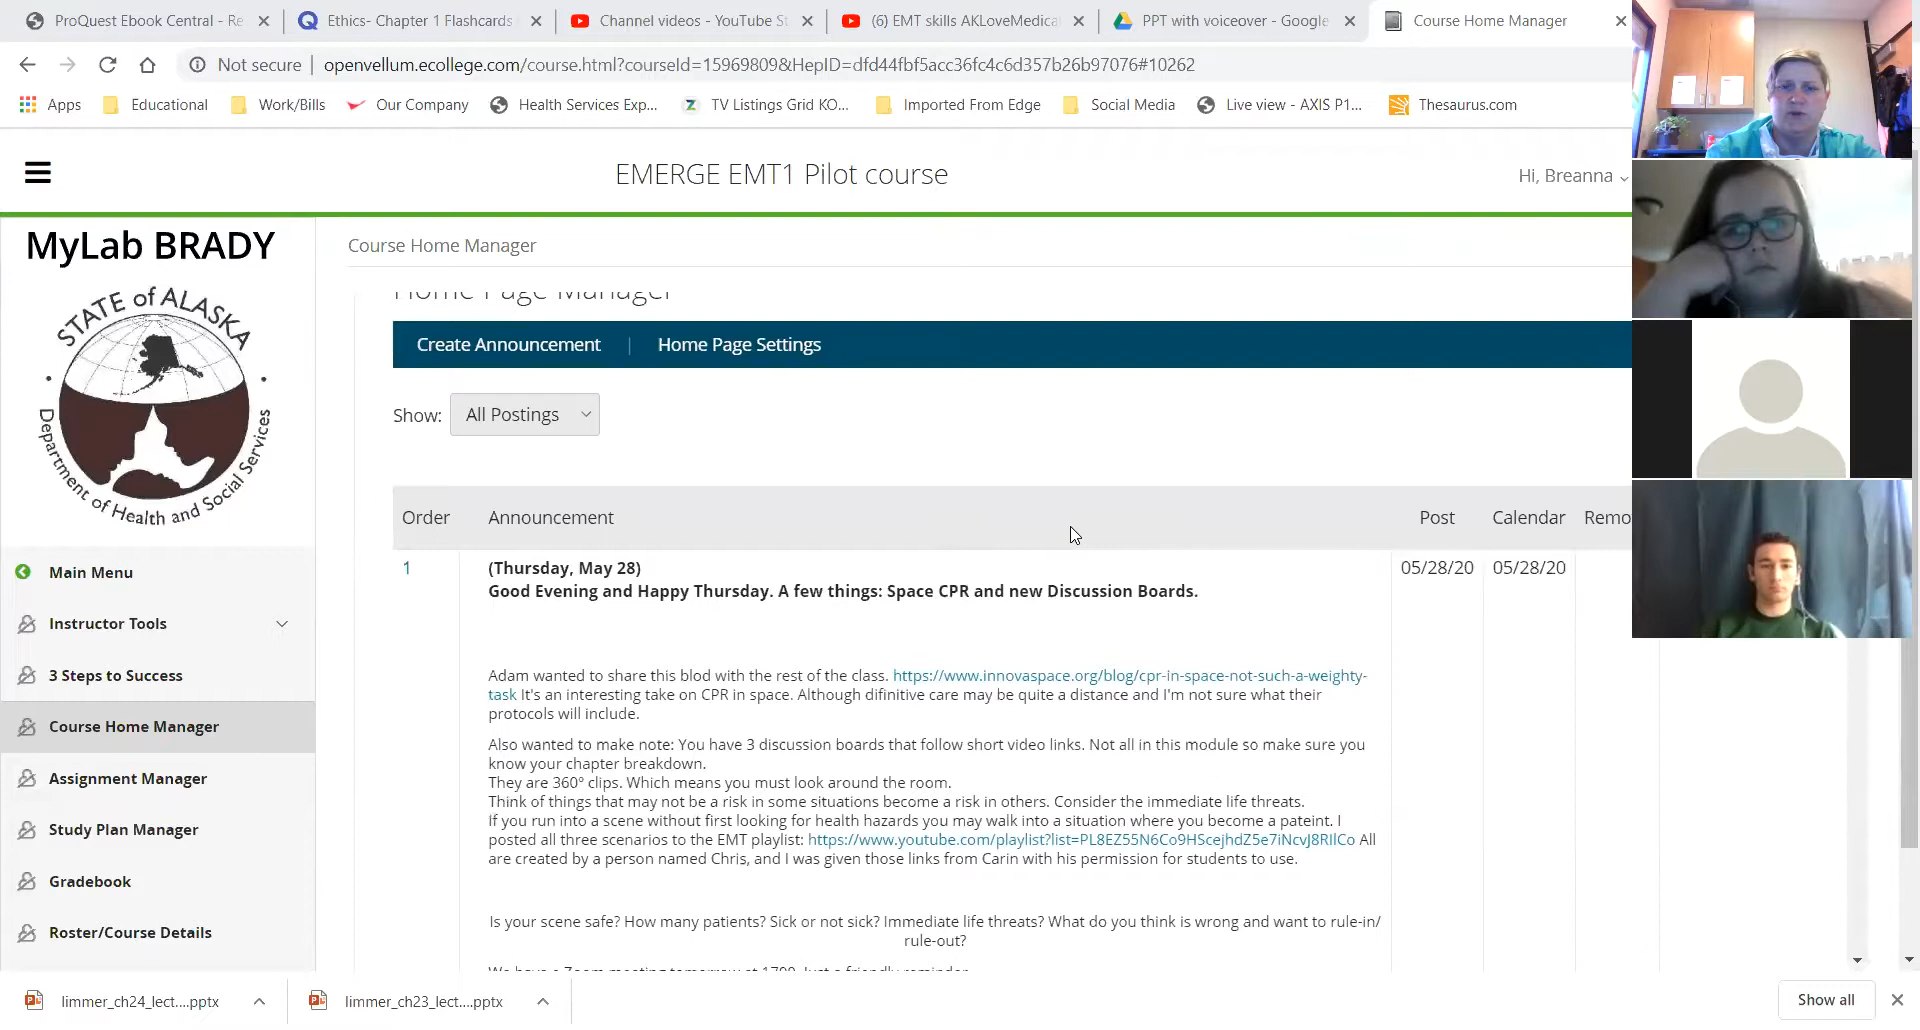 ProQuest Ebook Central - Re
Ethics- Chapter 1 Flashcards
Channel videos - YouTube St
(6) EMT skills AKLoveMedica
PPT with voiceover - Google
Course Home Manager
Not secure | openvellum.ecollege.com/course.html?courseId=15969809&HepID=dfd44fbf5acc36fc4c6d357b26b97076#10262
Apps
Educational
Work/Bills
Our Company
Health Services Exp...
TV Listings Grid KO...
Imported From Edge
Social Media
Live view - AXIS P1...
Thesaurus.com
EMERGE EMT1 Pilot course
Hi, Breanna
MyLab BRADY
STATE of ALASKA
Department of Health and Social Services
Main Menu
Instructor Tools
3 Steps to Success
Course Home Manager
Assignment Manager
Study Plan Manager
Gradebook
Roster/Course Details
Course Home Manager
Home Page Manager
Create Announcement | Home Page Settings
Show: All Postings
Order Announcement Post Calendar Remo
1 (Thursday, May 28) 05/28/20 05/28/20
Good Evening and Happy Thursday. A few things: Space CPR and new Discussion Boards.
Adam wanted to share this blod with the rest of the class. https://www.innovaspace.org/blog/cpr-in-space-not-such-a-weighty-
task It's an interesting take on CPR in space. Although difinitive care may be quite a distance and I'm not sure what their
protocols will include.
Also wanted to make note: You have 3 discussion boards that follow short video links. Not all in this module so make sure you
know your chapter breakdown.
They are 360° clips. Which means you must look around the room.
Think of things that may not be a risk in some situations become a risk in others. Consider the immediate life threats.
If you run into a scene without first looking for health hazards you may walk into a situation where you become a pateint. I
posted all three scenarios to the EMT playlist: https://www.youtube.com/playlist?list=PL8EZ55N6Co9HScejhdZ5e7iNcvJ8RIlCo All
are created by a person named Chris, and I was given those links from Carin with his permission for students to use.
Is your scene safe? How many patients? Sick or not sick? Immediate life threats? What do you think is wrong and want to rule-in/
rule-out?
We have a Zoom meeting tomorrow at 1700. Just a friendly reminder
limmer_ch24_lect....pptx
limmer_ch23_lect....pptx
Show all